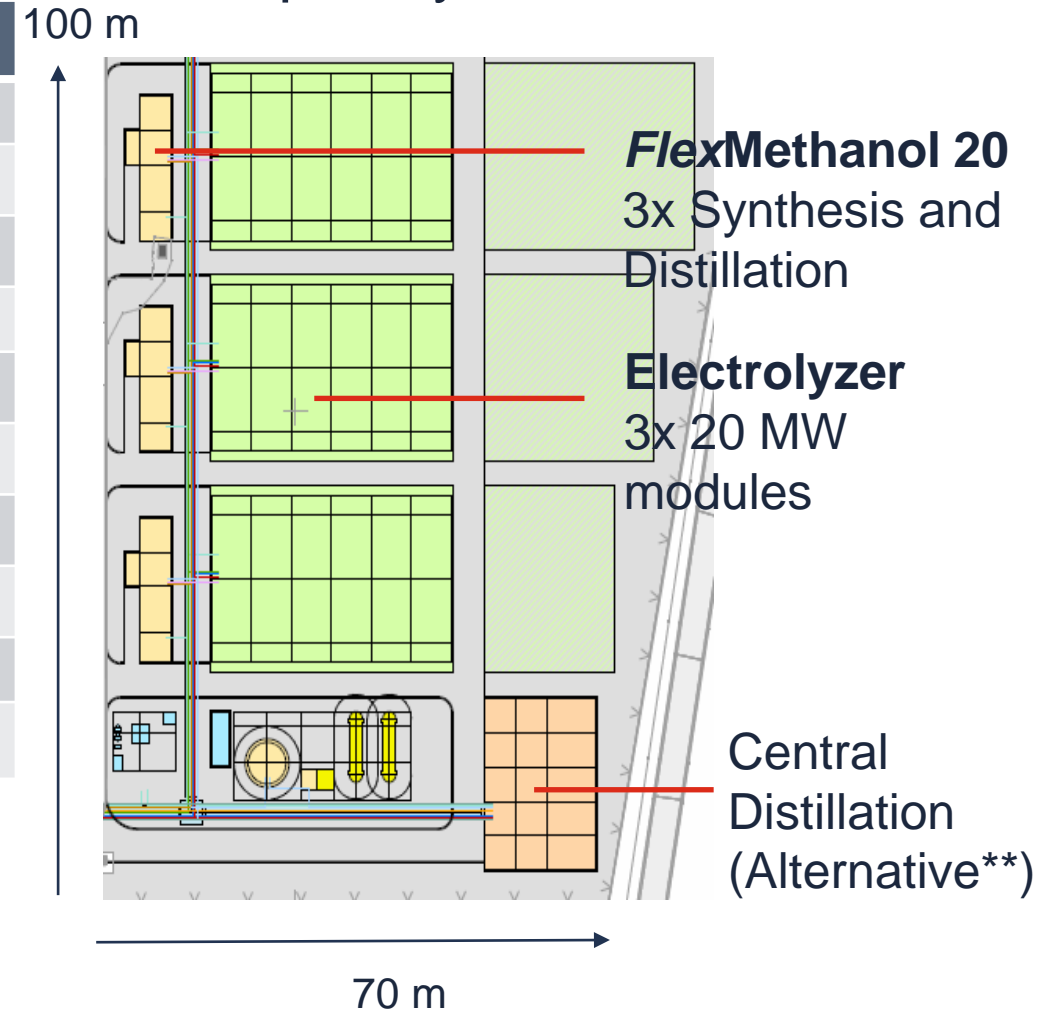 100 m
FlexMethanol 20
3x Synthesis and
Distillation
Electrolyzer
3x 20 MW
modules
Central
Distillation
(Alternative**)
70 m